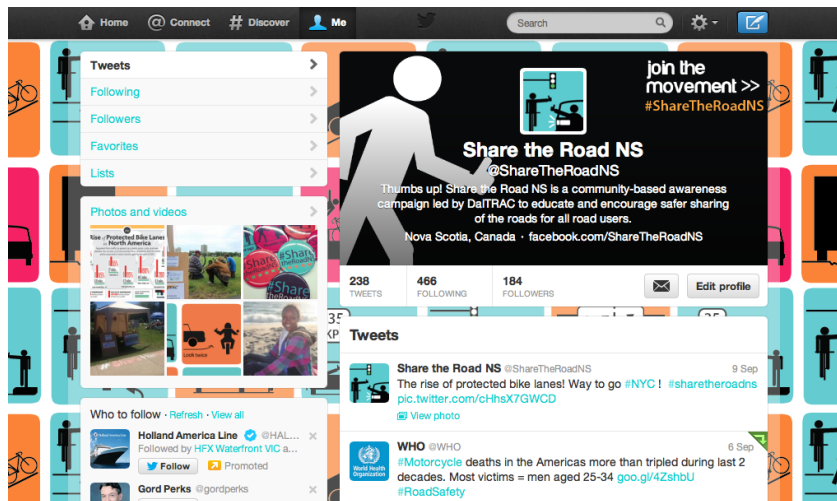 Home
Connect
Discover
Me
Search
Tweets
Following
Followers
Favorites
Lists
Photos and videos
Rise of Protected Bike Lanes
North America
#Share
Look twice
Who to follow · Refresh · View all
Holland America Line @HAL...
Followed by HFX Waterfront VIC a...
Follow
Promoted
Gord Perks @gordperks
join the
movement >>
#ShareTheRoadNS
Share the Road NS
@ShareTheRoadNS
Thumbs up! Share the Road NS is a community-based awareness
campaign led by DalTRAC to educate and encourage safer sharing
of the roads for all road users.
Nova Scotia, Canada · facebook.com/ShareTheRoadNS
238
TWEETS
466
FOLLOWING
184
FOLLOWERS
Edit profile
Tweets
Share the Road NS @ShareTheRoadNS
9 Sep
The rise of protected bike lanes! Way to go #NYC ! #sharetheroadns
pic.twitter.com/cHhsX7GWCD
View photo
WHO @WHO
6 Sep
#Motorcycle deaths in the Americas more than tripled during last 2
decades. Most victims = men aged 25-34 goo.gl/4ZshbU
#RoadSafety
World Health
Organization